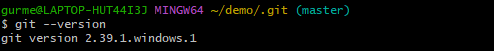 gurme@LAPTOP-HUT44I3J MINGW64 ~/demo/.git (master)
$ git --version
git version 2.39.1.windows.1